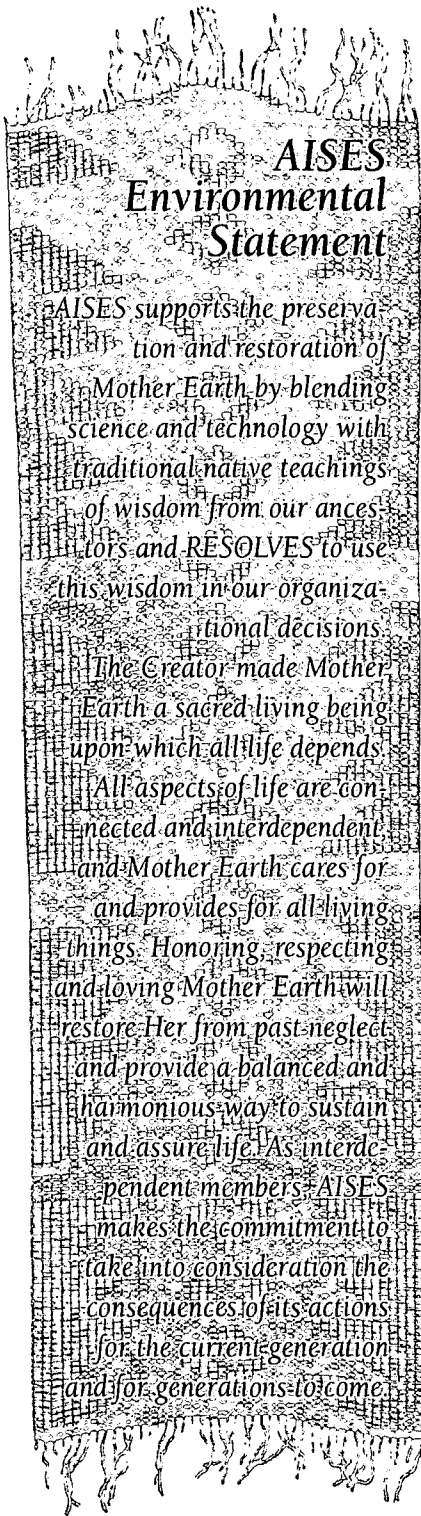 AISES
Environmental
Statement
AISES supports the preserva-
tion and restoration of
Mother Earth by blending
science and technology with
traditional native teachings
of wisdom from our ances-
tors and RESOLVES to use
this wisdom in our organiza-
tional decisions.
The Creator made Mother
Earth a sacred living being
upon which all life depends.
All aspects of life are con-
nected and interdependent,
and Mother Earth cares for
and provides for all living
things. Honoring, respecting
and loving Mother Earth will
restore Her from past neglect
and provide a balanced and
harmonious way to sustain
and assure life. As interde-
pendent members, AISES
makes the commitment to
take into consideration the
consequences of its actions
for the current generation
and for generations to come.